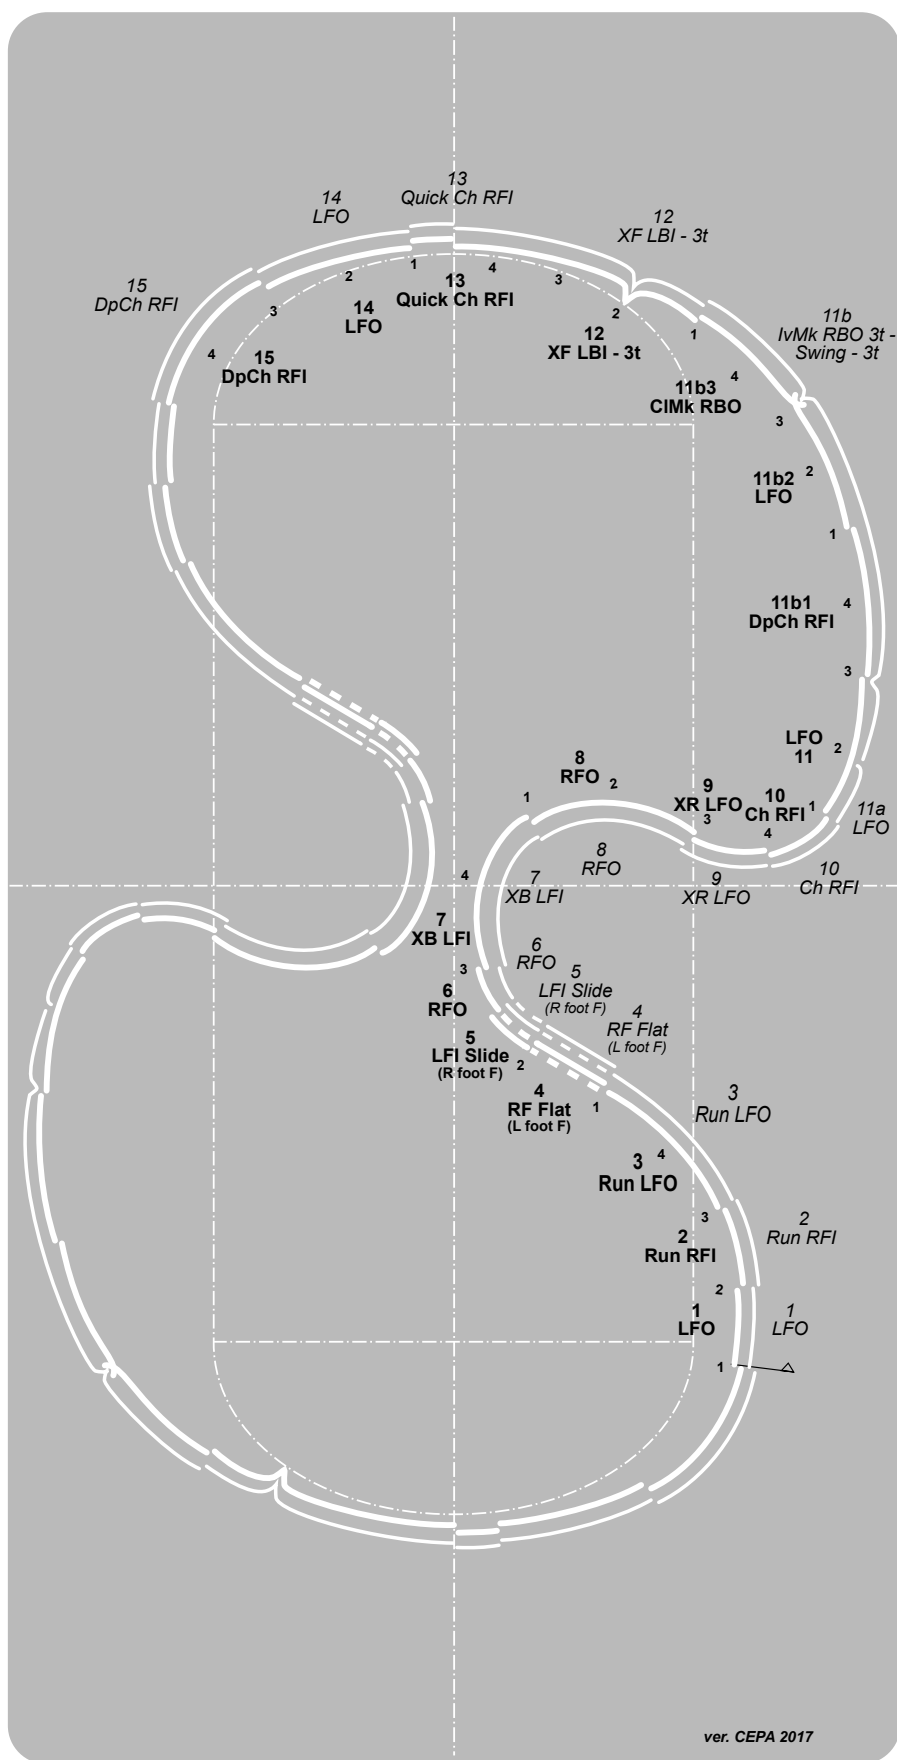 13
Quick Ch RFI
14
LFO
12
XF LBI - 3t
15
DpCh RFI
11b
IvMk RBO 3t -
Swing - 3t
1
4
2
3
13
Quick Ch RFI
14
LFO
3
2
12
XF LBI - 3t
1
4
15
DpCh RFI
4
11b3
ClMk RBO
3
2
11b2
LFO
1
4
11b1
DpCh RFI
3
LFO
11
2
8
RFO
2
1
9
XR LFO
3
10
Ch RFI
1
4
11a
LFO
8
RFO
7
XB LFI
9
XR LFO
10
Ch RFI
4
7
XB LFI
3
6
RFO
5
LFI Slide
(R foot F)
4
RF Flat
(L foot F)
6
RFO
5
LFI Slide
(R foot F)
2
4
RF Flat
(L foot F)
1
3
Run LFO
3
Run LFO
4
3
2
Run RFI
2
Run RFI
2
1
LFO
1
LFO
1
ver. CEPA 2017